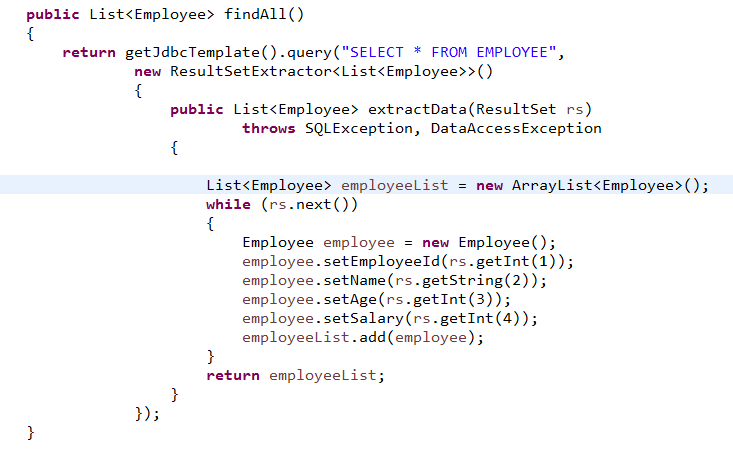 public List<Employee> findAll()
{
    return getJdbcTemplate().query("SELECT * FROM EMPLOYEE",
            new ResultSetExtractor<List<Employee>>()
            {
                public List<Employee> extractData(ResultSet rs)
                        throws SQLException, DataAccessException
                {

                    List<Employee> employeeList = new ArrayList<Employee>();
                    while (rs.next())
                    {
                        Employee employee = new Employee();
                        employee.setEmployeeId(rs.getInt(1));
                        employee.setName(rs.getString(2));
                        employee.setAge(rs.getInt(3));
                        employee.setSalary(rs.getInt(4));
                        employeeList.add(employee);
                    }
                    return employeeList;
                }
            });
}